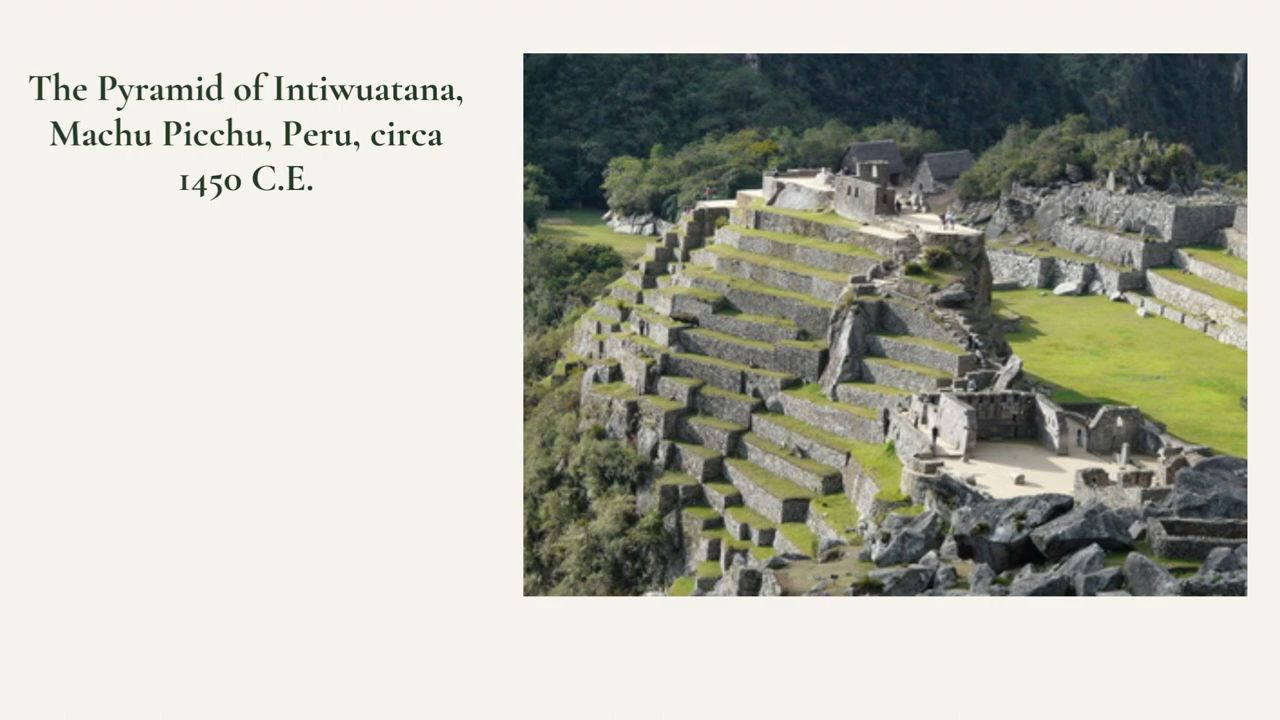 The Pyramid of Intiwuatana,
Machu Picchu, Peru, circa
1450 C.E.